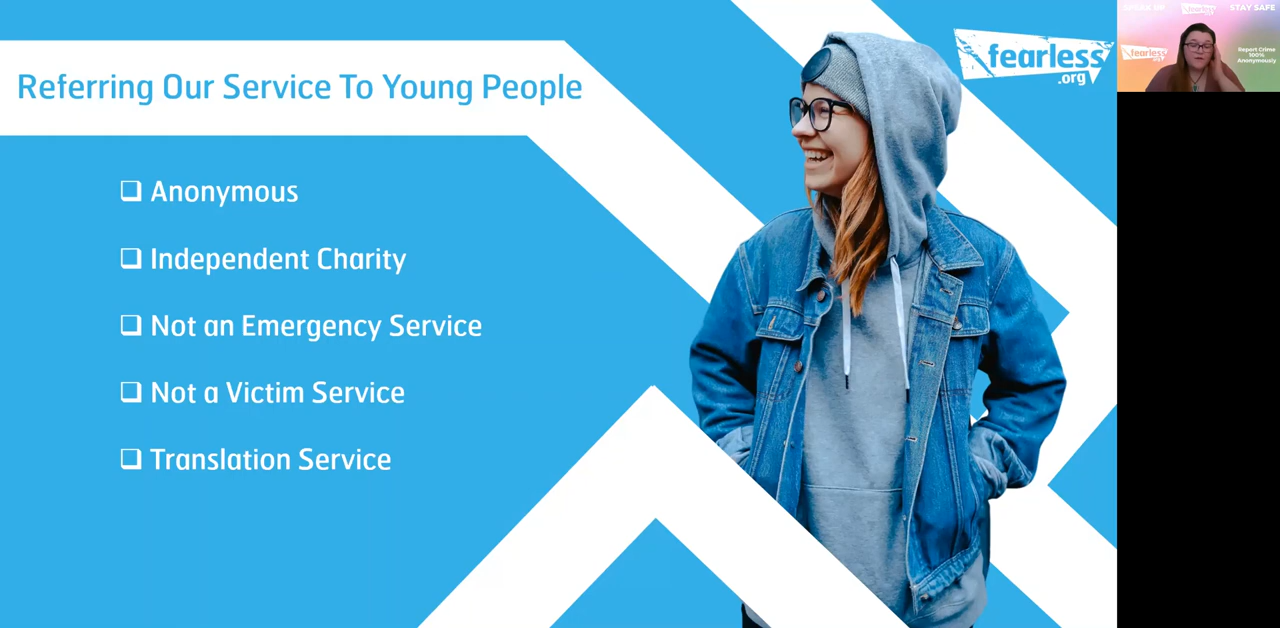 Referring Our Service To Young People
fearless
.org
❑ Anonymous
❑ Independent Charity
❑ Not an Emergency Service
❑ Not a Victim Service
❑ Translation Service
STAY SAFE
fearless
Report Crime
100%
Anonymously